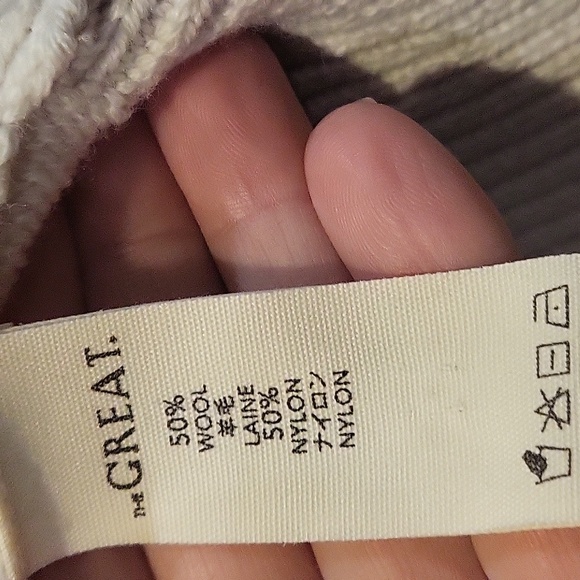 THE GREAT.
50%
WOOL
羊毛
LAINE
50%
NYLON
ナイロン
NYLON